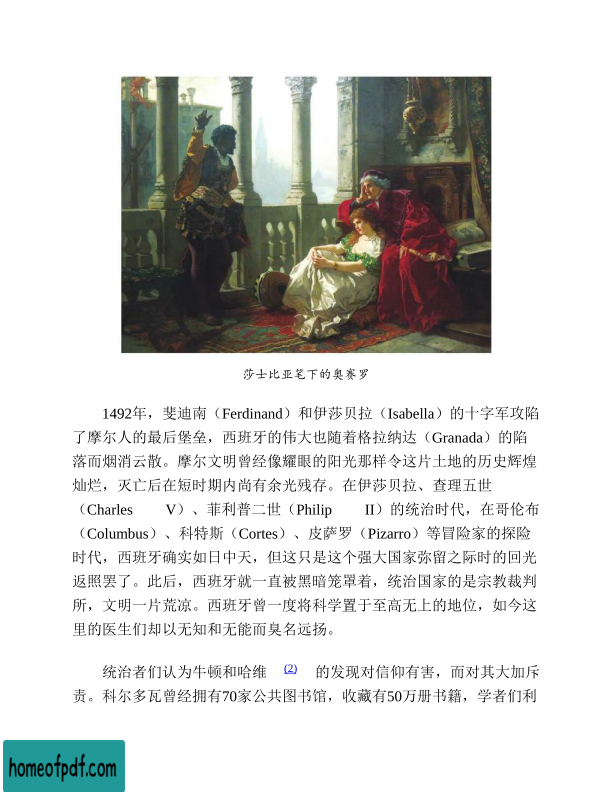 莎士比亚笔下的奥赛罗
1492年，斐迪南（Ferdinand）和伊莎贝拉（Isabella）的十字军攻陷
了摩尔人的最后堡垒，西班牙的伟大也随着格拉纳达（Granada）的陷
落而烟消云散。摩尔文明曾经像耀眼的阳光那样令这片土地的历史辉煌
灿烂，灭亡后在短时期内尚有余光残存。在伊莎贝拉、查理五世
（Charles V）、菲利普二世（Philip II）的统治时代，在哥伦布
（Columbus）、科特斯（Cortes）、皮萨罗（Pizarro）等冒险家的探险
时代，西班牙确实如日中天，但这只是这个强大国家弥留之际时的回光
返照罢了。此后，西班牙就一直被黑暗笼罩着，统治国家的是宗教裁判
所，文明一片荒凉。西班牙曾一度将科学置于至高无上的地位，如今这
里的医生们却以无知和无能而臭名远扬。
统治者们认为牛顿和哈维 (2) 的发现对信仰有害，而对其大加斥
责。科尔多瓦曾经拥有70家公共图书馆，收藏有50万册书籍，学者们利
homeofpdf.com